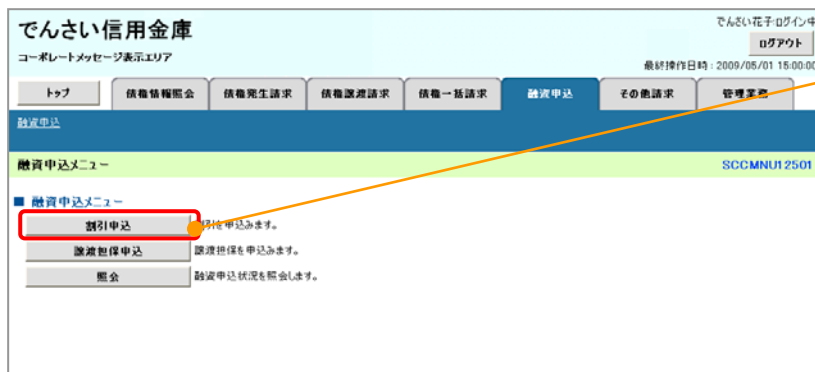 でんさい信用金庫
コーポレートメッセージ表示エリア
でんさい花子:ログイン中
ログアウト
最終操作日時:2009/05/01 15:00:00
トップ 債権情報照会 債権発生請求 債権譲渡請求 債権一括請求 融資申込 その他請求 管理業務
融資申込
融資申込メニュー SCCMNU12501
■ 融資申込メニュー
割引申込 割引を申込みます。
譲渡担保申込 譲渡担保を申込みます。
照会 融資申込状況を照会します。